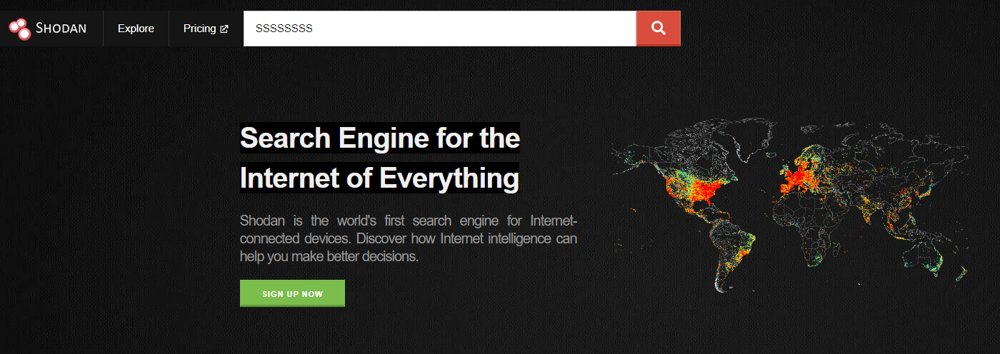 SHODAN Explore Pricing SSSSSSSS
Search Engine for the
Internet of Everything
Shodan is the world's first search engine for Internet-
connected devices. Discover how Internet intelligence can
help you make better decisions.
SIGN UP NOW